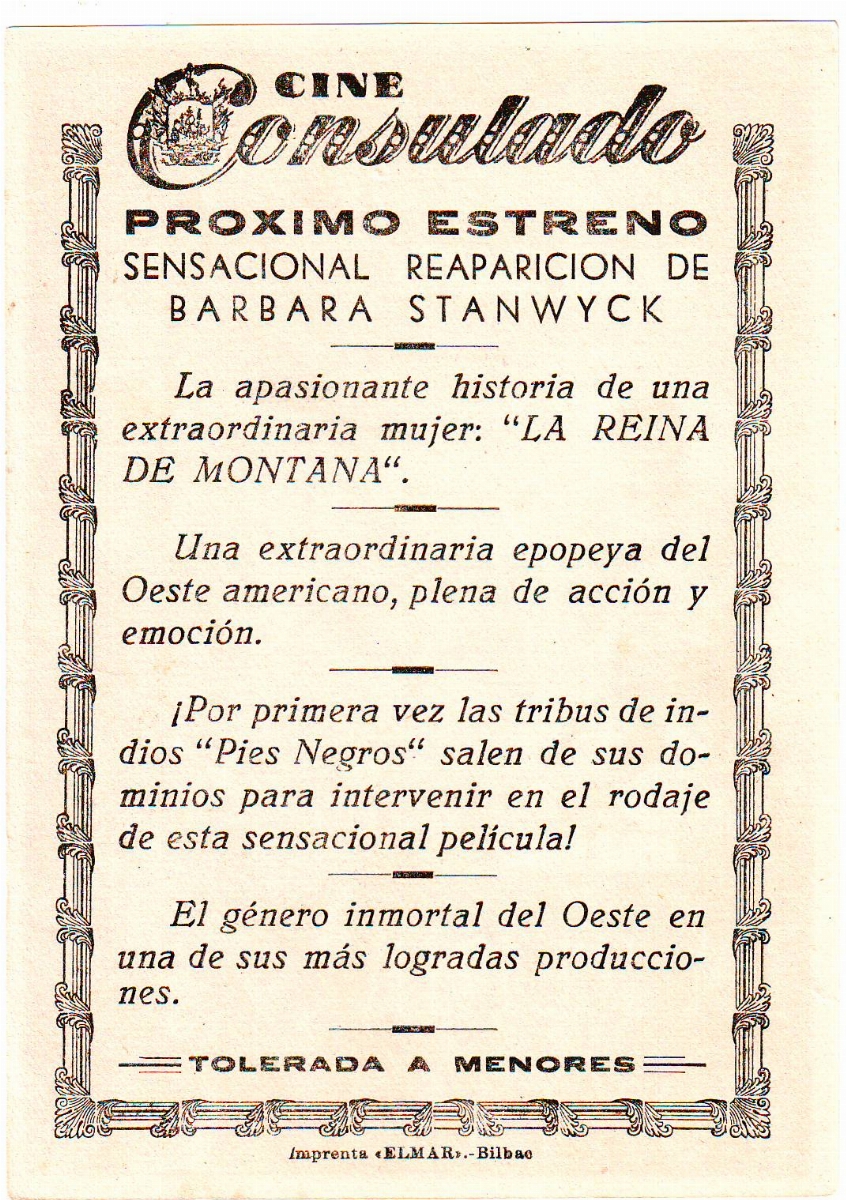 CINE
Consulado
PROXIMO ESTRENO
SENSACIONAL REAPARICION DE
BARBARA STANWYCK
La apasionante historia de una
extraordinaria mujer: “LA REINA
DE MONTANA“.
Una extraordinaria epopeya del
Oeste americano, plena de acción y
emoción.
¡Por primera vez las tribus de in-
dios “Pies Negros“ salen de sus do-
minios para intervenir en el rodaje
de esta sensacional película!
El género inmortal del Oeste en
una de sus más logradas produccio-
nes.
TOLERADA A MENORES
Imprenta «ELMAR».-Bilbao